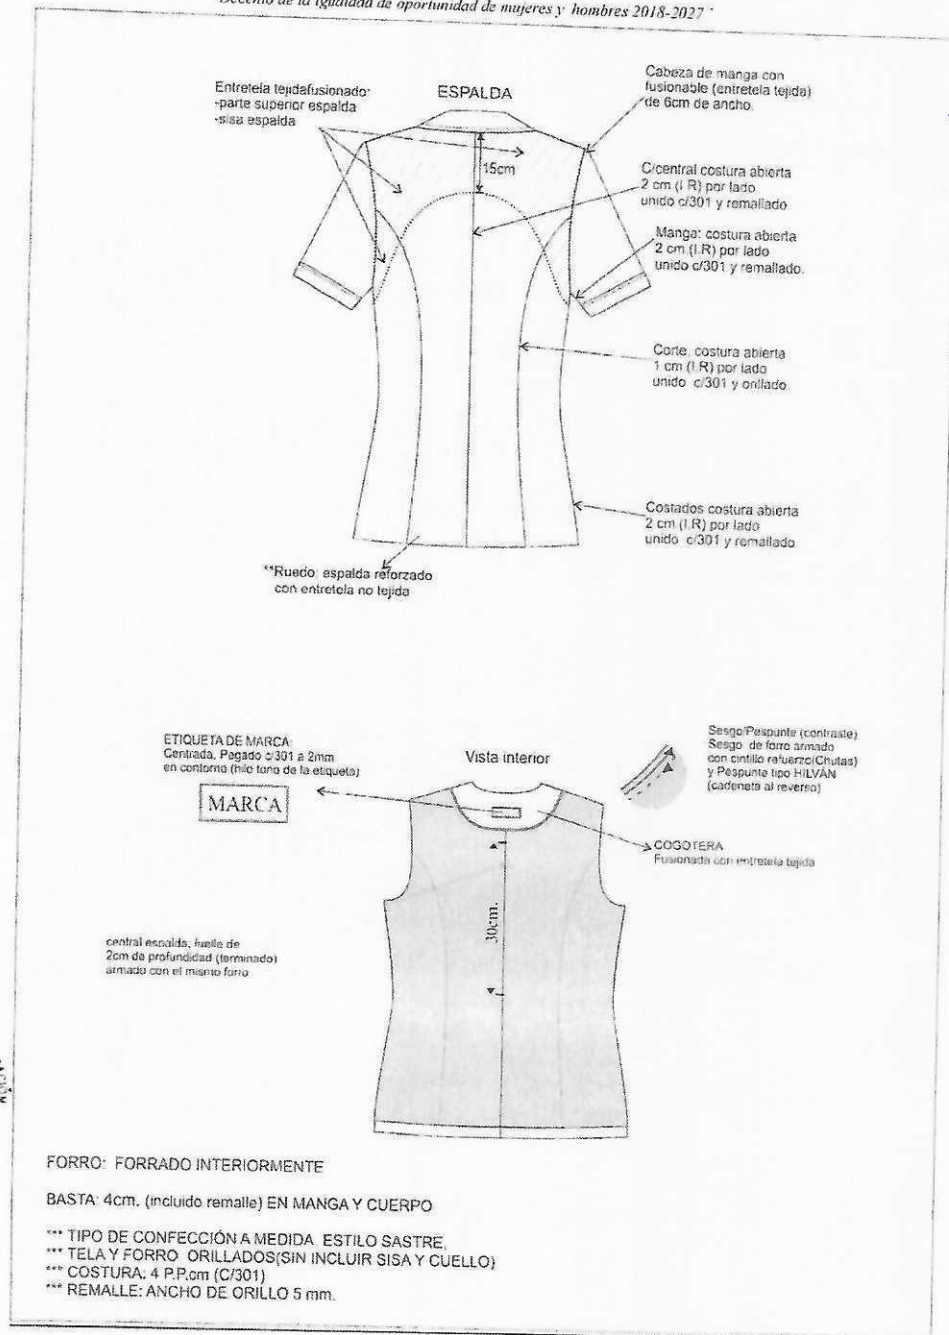 Decenio de la igualdad de oportunidad de mujeres y hombres 2018-2027
Entretela tejidafusionado:
-parte superior espalda
-sisa espalda
ESPALDA
Cabeza de manga con
fusionable (entretela tejida)
de 6cm de ancho.
15cm
C/central costura abierta
2 cm (I.R) por lado
unido c/301 y remallado
Manga: costura abierta
2 cm (I.R) por lado
unido c/301 y remallado.
Corte, costura abierta
1 cm (I.R) por lado
unido c/301 y orillado
Costados costura abierta
2 cm (I.R) por lado
unido c/301 y remallado
**Ruedo: espalda reforzado
con entretela no tejida
ETIQUETA DE MARCA:
Centrada, Pegado c/301 a 2mm
en contorno (hilo tono de la etiqueta)
MARCA
Vista interior
Sesgo/Pespunte (contraste)
Sesgo de forro armado
con cintillo refuerzo(Chutas)
y Pespunte tipo HILVÁN
(cadeneta al reverso)
COGOTERA
Fusionada con entretela tejida
30cm.
central espalda, fuelle de
2cm de profundidad (terminado)
armado con el mismo forro
FORRO: FORRADO INTERIORMENTE
BASTA: 4cm. (incluido remalle) EN MANGA Y CUERPO
*** TIPO DE CONFECCIÓN A MEDIDA ESTILO SASTRE,
*** TELA Y FORRO ORILLADOS(SIN INCLUIR SISA Y CUELLO)
*** COSTURA: 4 P.P.cm (C/301)
*** REMALLE: ANCHO DE ORILLO 5 mm.